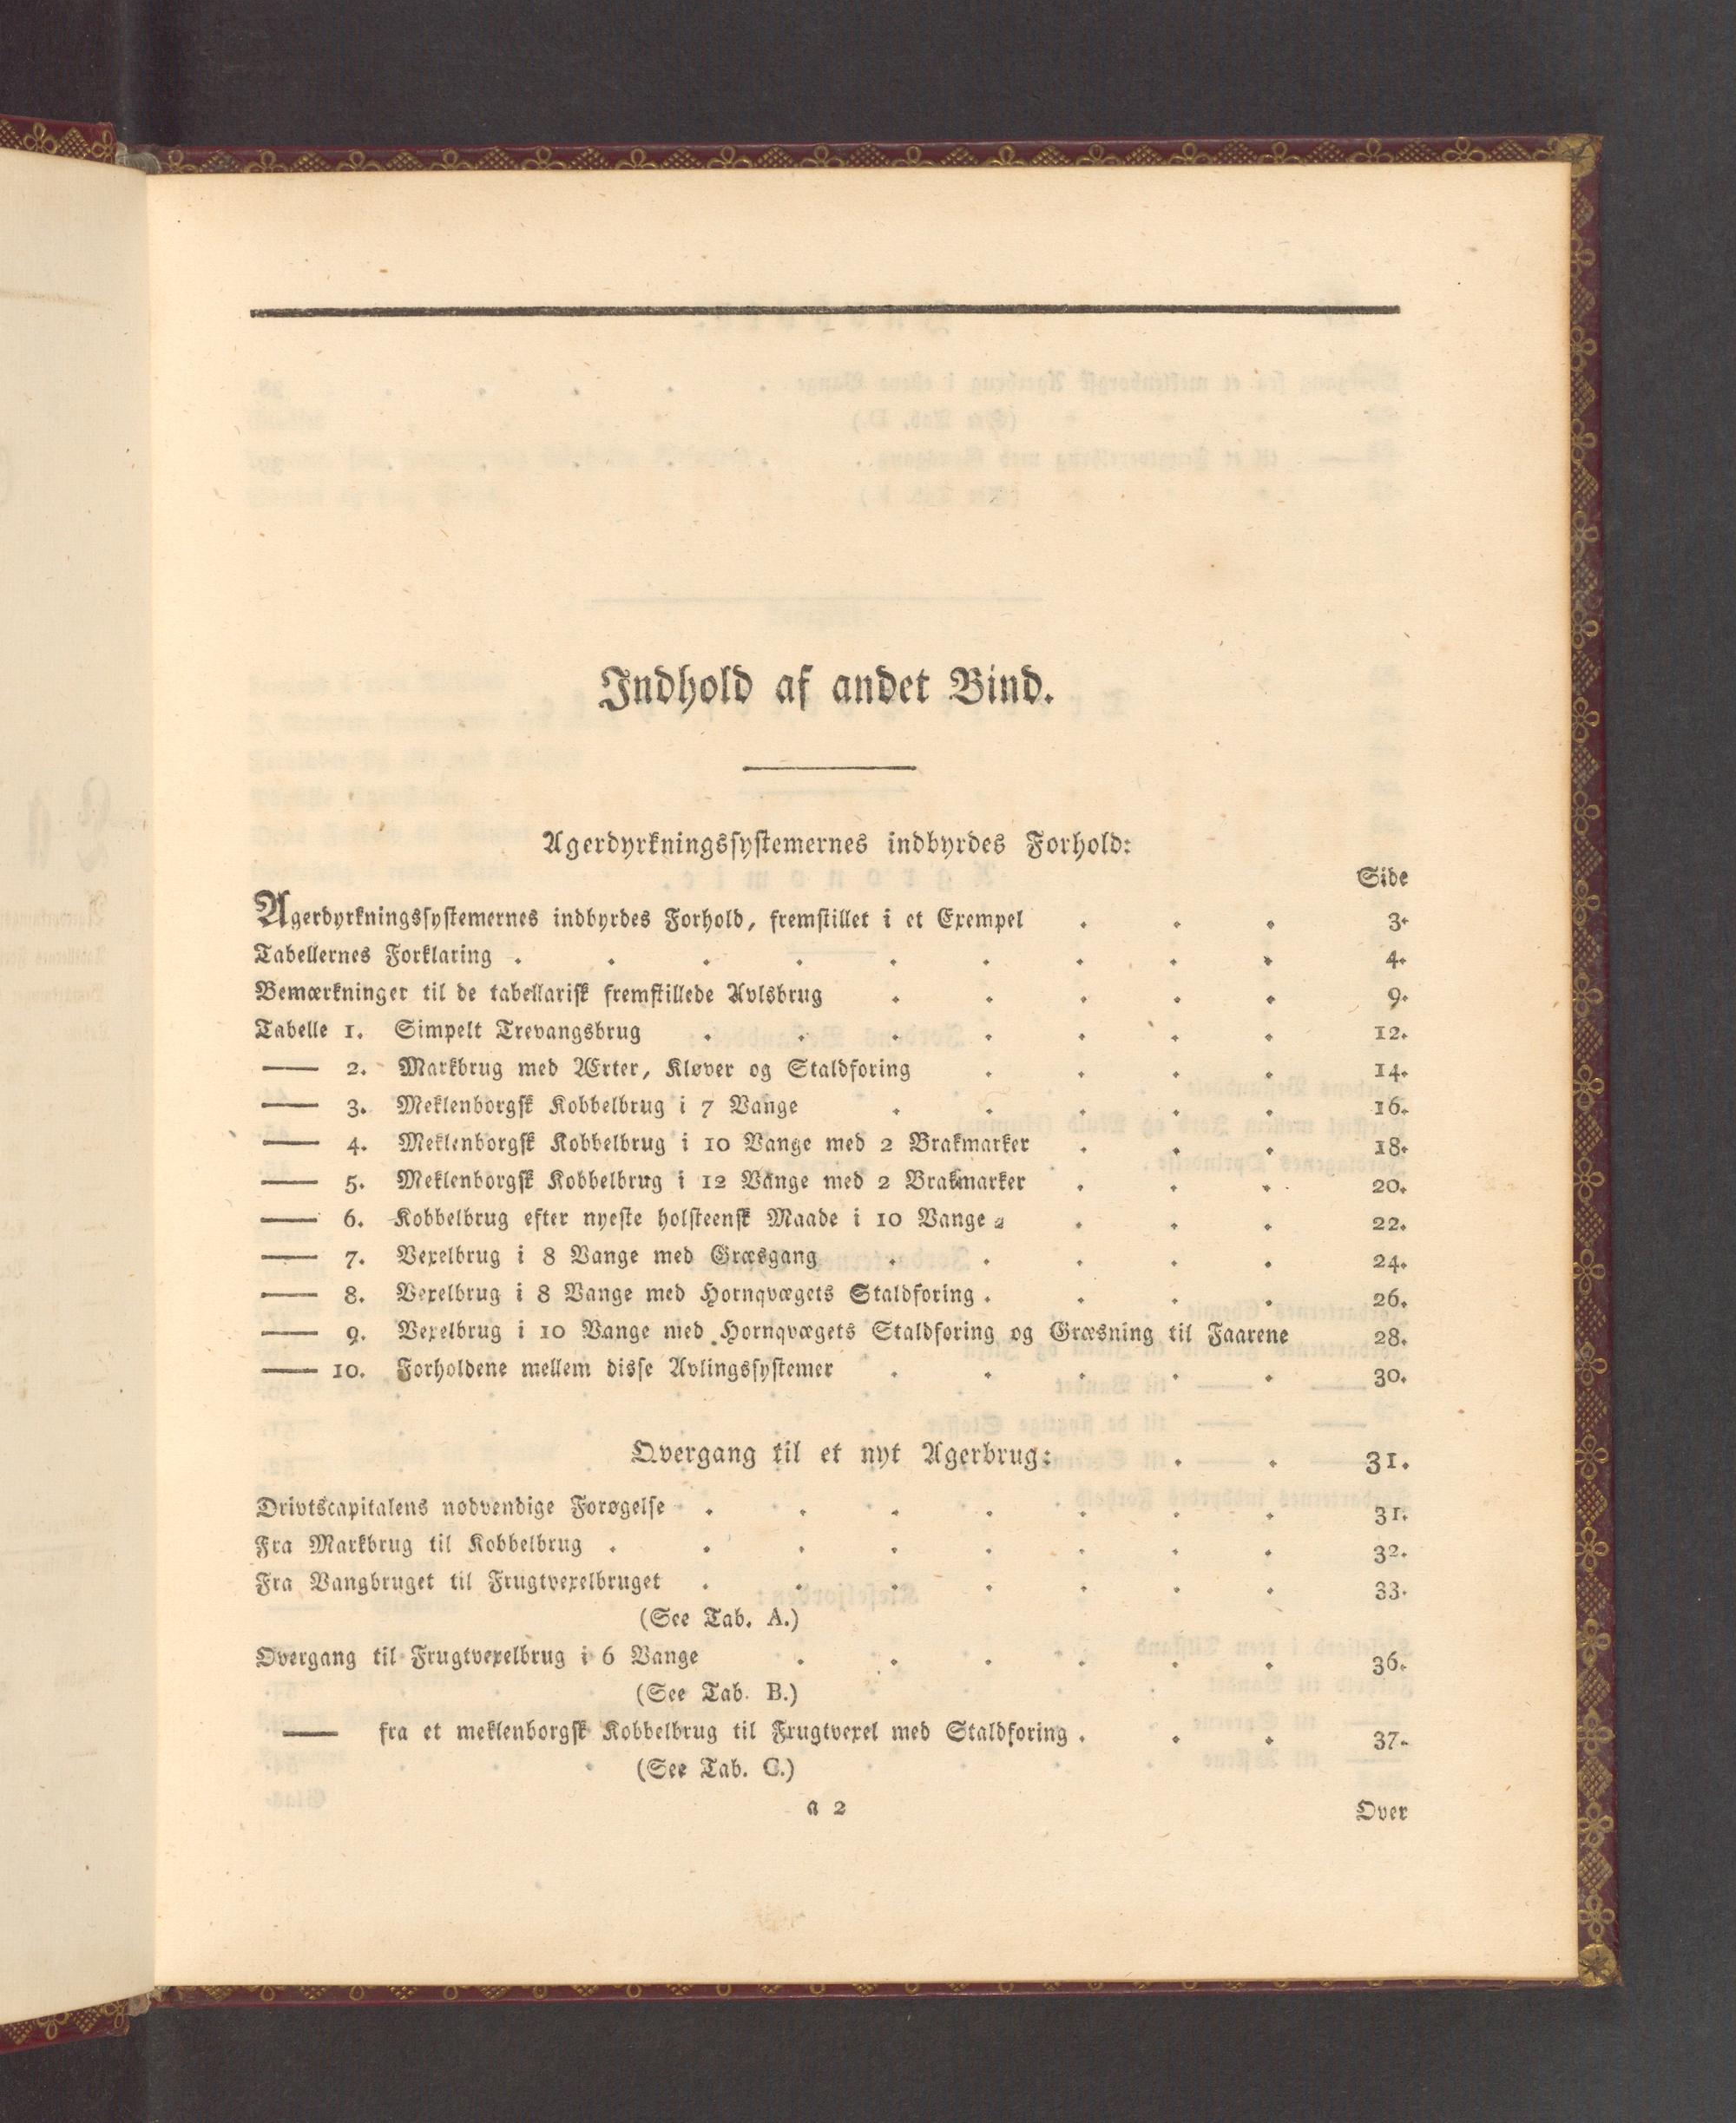 Indhold af andet Bind.
Agerdyrkningssystemernes indbyrdes Forhold:
Side
Agerdyrkningssystemernes indbyrdes Forhold, fremstillet i et Exempel . . . 3.
Tabellernes Forklaring . . . . . . . . . 4.
Bemærkninger til de tabellarisk fremstillede Avlsbrug . . . . . 9.
Tabelle 1. Simpelt Trevangsbrug . . . . . . . 12.
—— 2. Markbrug med Ærter, Kløver og Staldforing . . . . 14.
—— 3. Meklenborgsk Kobbelbrug i 7 Vange . . . . . 16.
—— 4. Meklenborgsk Kobbelbrug i 10 Vange med 2 Brakmarker . . . 18.
—— 5. Meklenborgsk Kobbelbrug i 12 Vange med 2 Brakmarker . . . 20.
—— 6. Kobbelbrug efter nyeste holsteensk Maade i 10 Vange . . . . 22.
—— 7. Vexelbrug i 8 Vange med Græsgang . . . . . 24.
—— 8. Vexelbrug i 8 Vange med Hornqvægets Staldforing . . . . 26.
—— 9. Vexelbrug i 10 Vange med Hornqvægets Staldforing og Græsning til Faarene 28.
—— 10. Forholdene mellem disse Avlingssystemer . . . . . 30.
Overgang til et nyt Agerbrug: . . 31.
Drivtscapitalens nodvendige Forøgelse . . . . . . . 31.
Fra Markbrug til Kobbelbrug . . . . . . . . 32.
Fra Vangbruget til Frugtvexelbruget . . . . . . . 33.
(See Tab. A.)
Overgang til Frugtvexelbrug i 6 Vange . . . . . . 36.
(See Tab. B.)
—— fra et meklenborgsk Kobbelbrug til Frugtvexel med Staldforing . . . 37.
(See Tab. C.)
a 2
Over